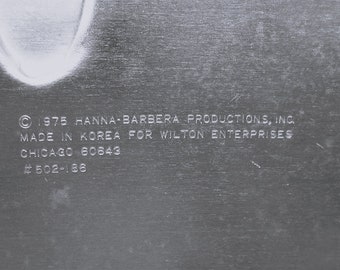 © 1975 HANNA-BARBERA PRODUCTIONS, INC.
MADE IN KOREA FOR WILTON ENTERPRISES
CHICAGO 60643
#502-186